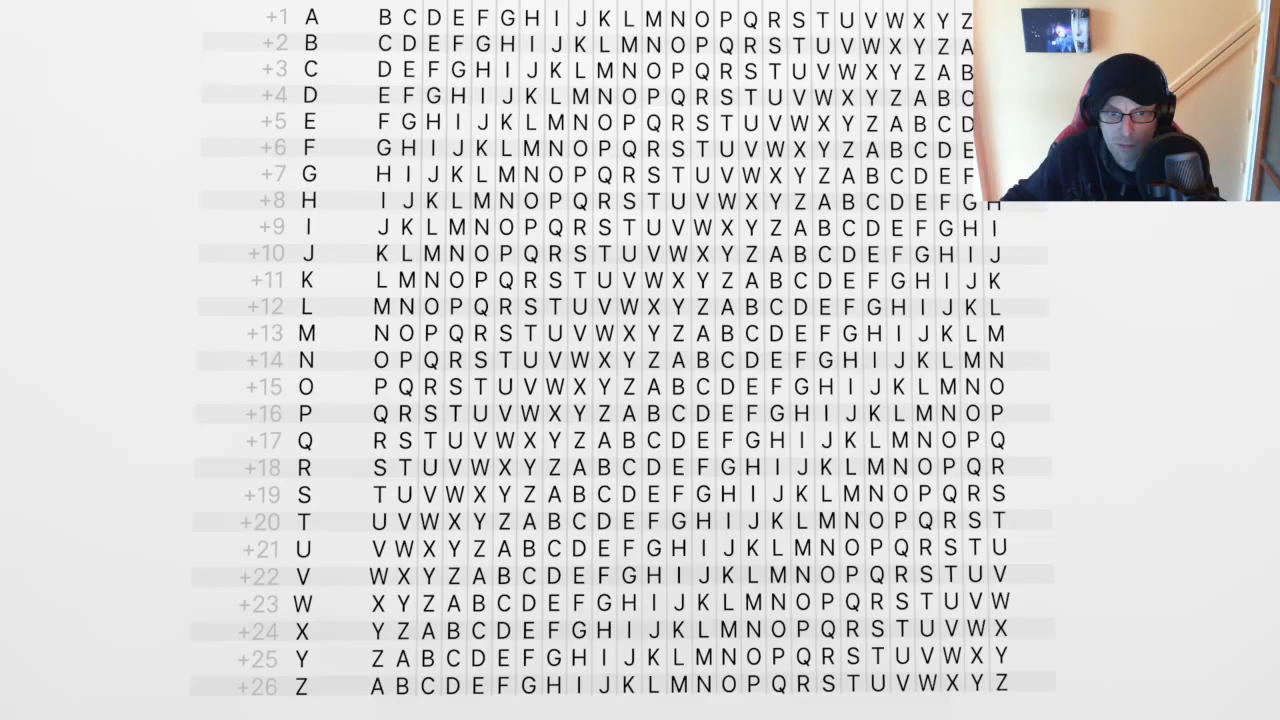 +1 A B C D E F G H I J K L M N O P Q R S T U V W X Y Z
+2 B C D E F G H I J K L M N O P Q R S T U V W X Y Z A
+3 C D E F G H I J K L M N O P Q R S T U V W X Y Z A B
+4 D E F G H I J K L M N O P Q R S T U V W X Y Z A B C
+5 E F G H I J K L M N O P Q R S T U V W X Y Z A B C D
+6 F G H I J K L M N O P Q R S T U V W X Y Z A B C D E
+7 G H I J K L M N O P Q R S T U V W X Y Z A B C D E F
+8 H I J K L M N O P Q R S T U V W X Y Z A B C D E F G H
+9 I J K L M N O P Q R S T U V W X Y Z A B C D E F G H I
+10 J K L M N O P Q R S T U V W X Y Z A B C D E F G H I J
+11 K L M N O P Q R S T U V W X Y Z A B C D E F G H I J K
+12 L M N O P Q R S T U V W X Y Z A B C D E F G H I J K L
+13 M N O P Q R S T U V W X Y Z A B C D E F G H I J K L M
+14 N O P Q R S T U V W X Y Z A B C D E F G H I J K L M N
+15 O P Q R S T U V W X Y Z A B C D E F G H I J K L M N O
+16 P Q R S T U V W X Y Z A B C D E F G H I J K L M N O P
+17 Q R S T U V W X Y Z A B C D E F G H I J K L M N O P Q
+18 R S T U V W X Y Z A B C D E F G H I J K L M N O P Q R
+19 S T U V W X Y Z A B C D E F G H I J K L M N O P Q R S
+20 T U V W X Y Z A B C D E F G H I J K L M N O P Q R S T
+21 U V W X Y Z A B C D E F G H I J K L M N O P Q R S T U
+22 V W X Y Z A B C D E F G H I J K L M N O P Q R S T U V
+23 W X Y Z A B C D E F G H I J K L M N O P Q R S T U V W
+24 X Y Z A B C D E F G H I J K L M N O P Q R S T U V W X
+25 Y Z A B C D E F G H I J K L M N O P Q R S T U V W X Y
+26 Z A B C D E F G H I J K L M N O P Q R S T U V W X Y Z